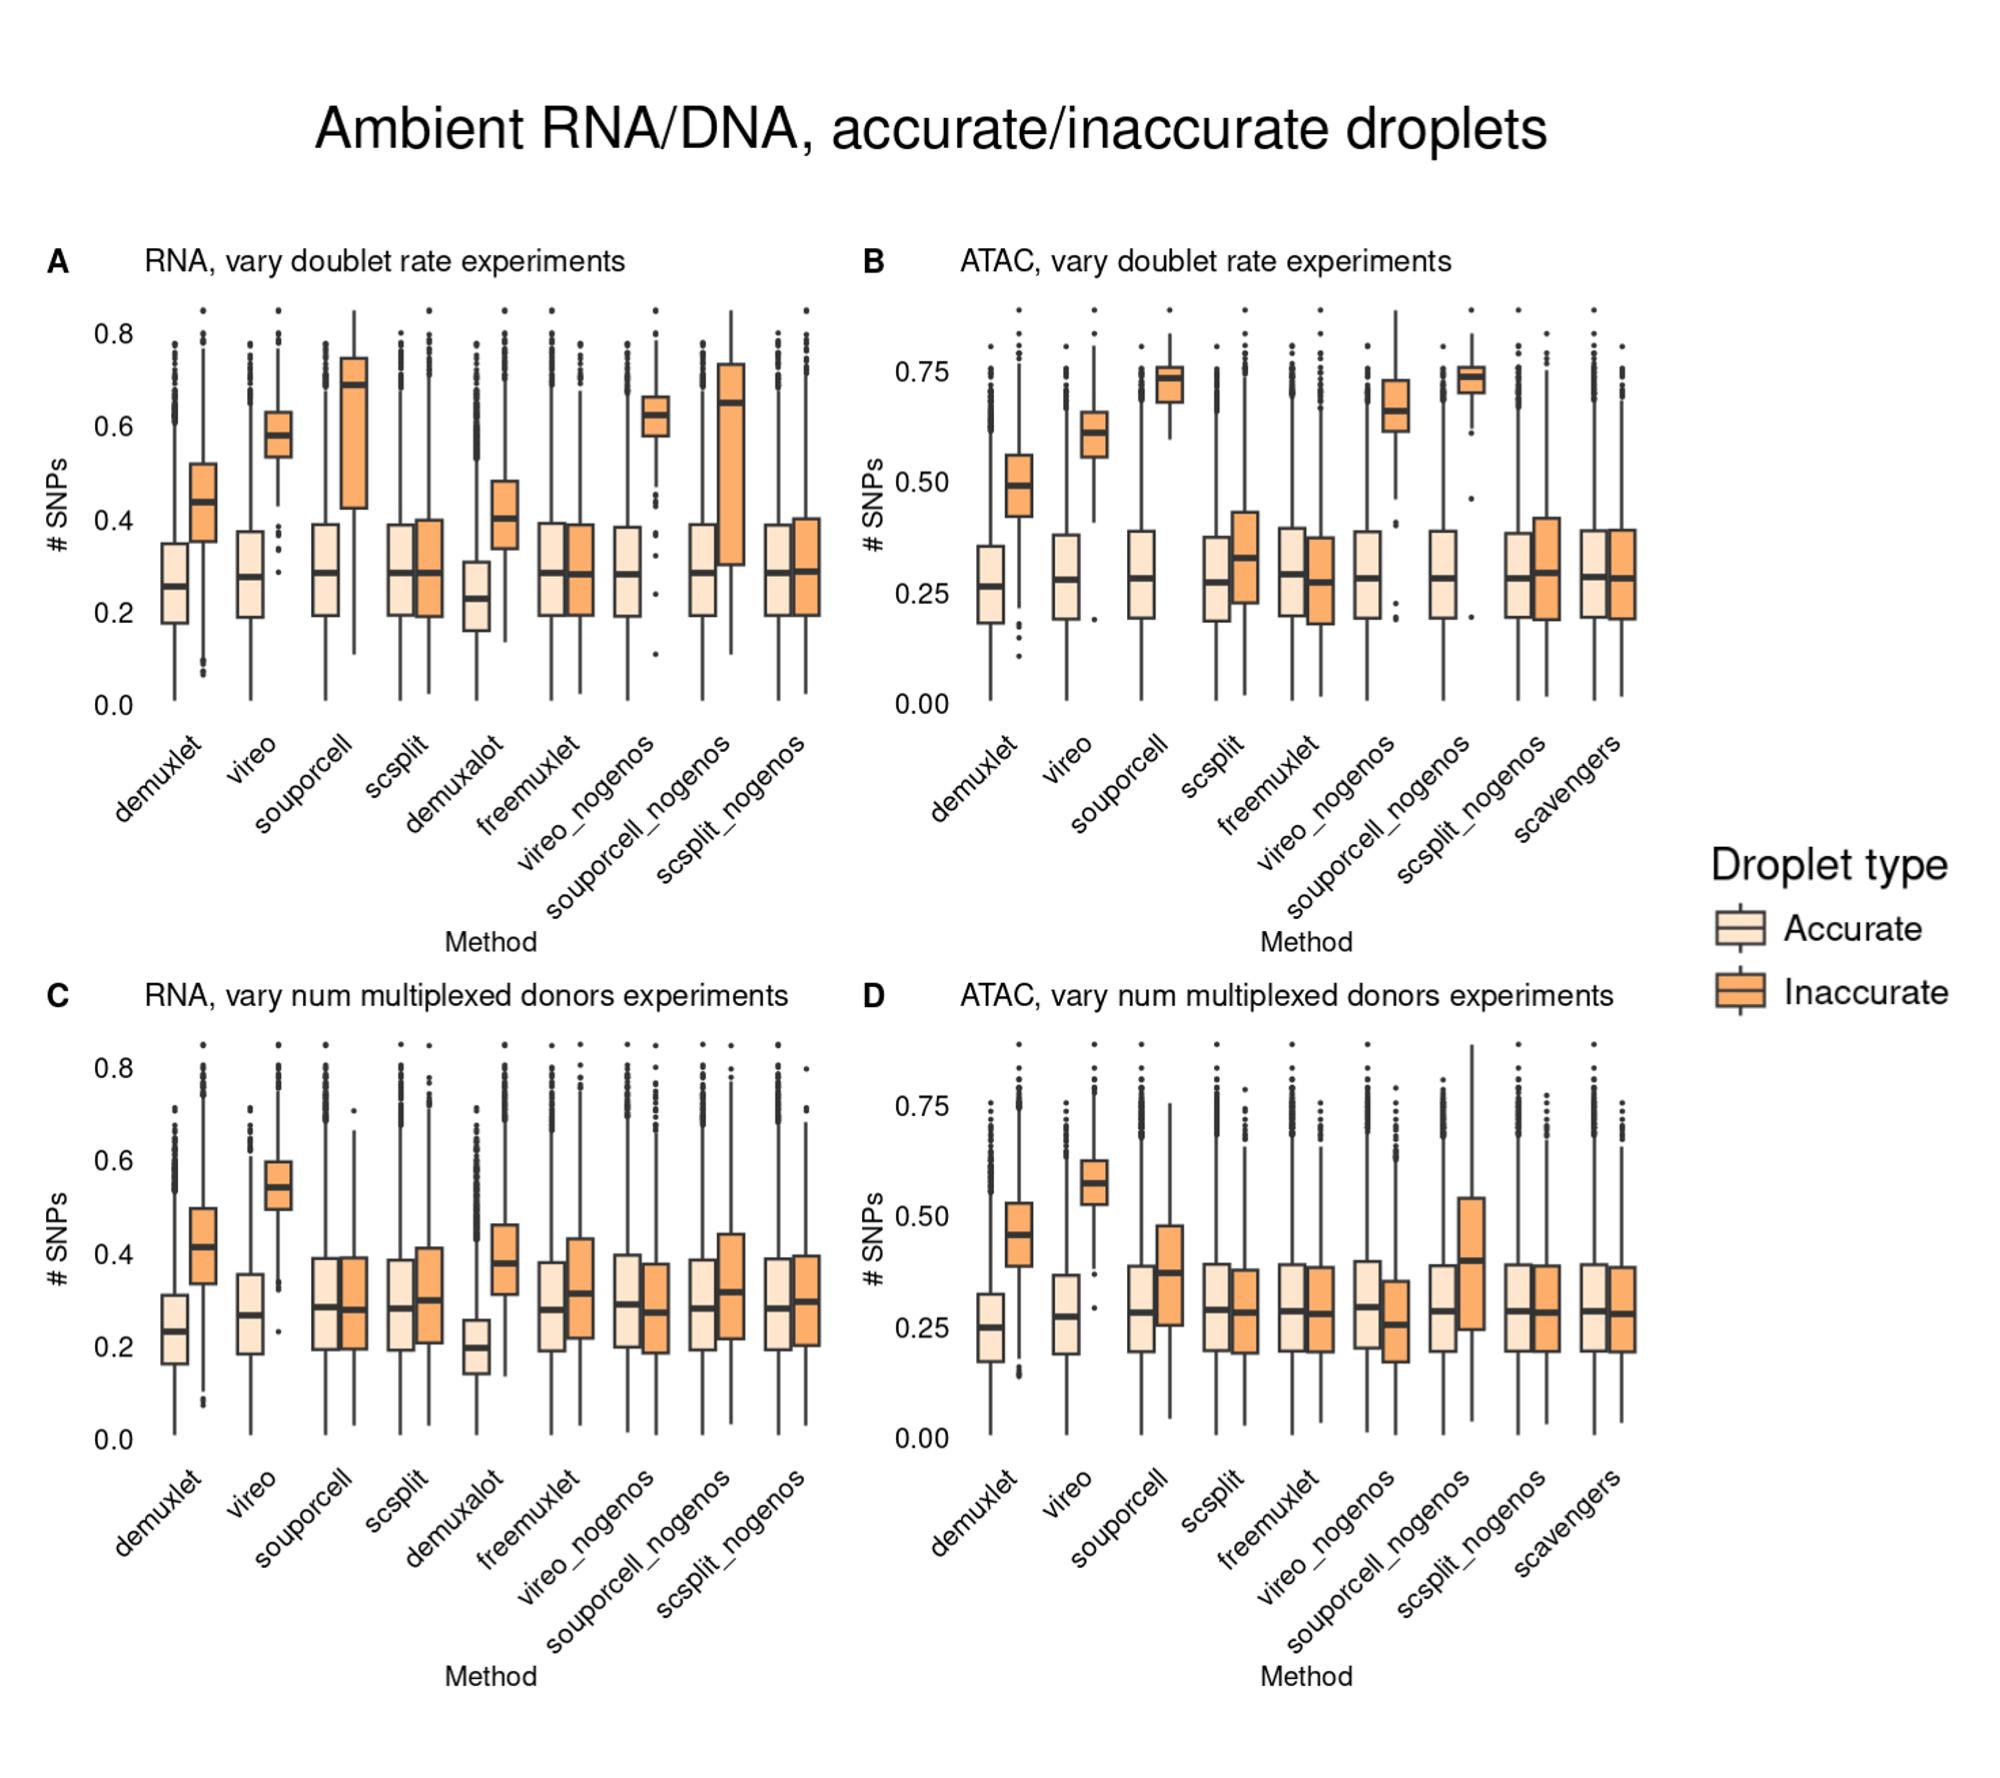 Ambient RNA/DNA, accurate/inaccurate droplets
A
RNA, vary doublet rate experiments
# SNPs
0.8
0.6
0.4
0.2
0.0
demuxlet
vireo
souporcell
scsplit
demuxalot
freemuxlet
vireo_nogenos
souporcell_nogenos
scsplit_nogenos
Method
B
ATAC, vary doublet rate experiments
# SNPs
0.75
0.50
0.25
0.00
demuxlet
vireo
souporcell
scsplit
freemuxlet
vireo_nogenos
souporcell_nogenos
scsplit_nogenos
scavengers
Method
C
RNA, vary num multiplexed donors experiments
# SNPs
0.8
0.6
0.4
0.2
0.0
demuxlet
vireo
souporcell
scsplit
demuxalot
freemuxlet
vireo_nogenos
souporcell_nogenos
scsplit_nogenos
Method
D
ATAC, vary num multiplexed donors experiments
# SNPs
0.75
0.50
0.25
0.00
demuxlet
vireo
souporcell
scsplit
freemuxlet
vireo_nogenos
souporcell_nogenos
scsplit_nogenos
scavengers
Method
Droplet type
Accurate
Inaccurate